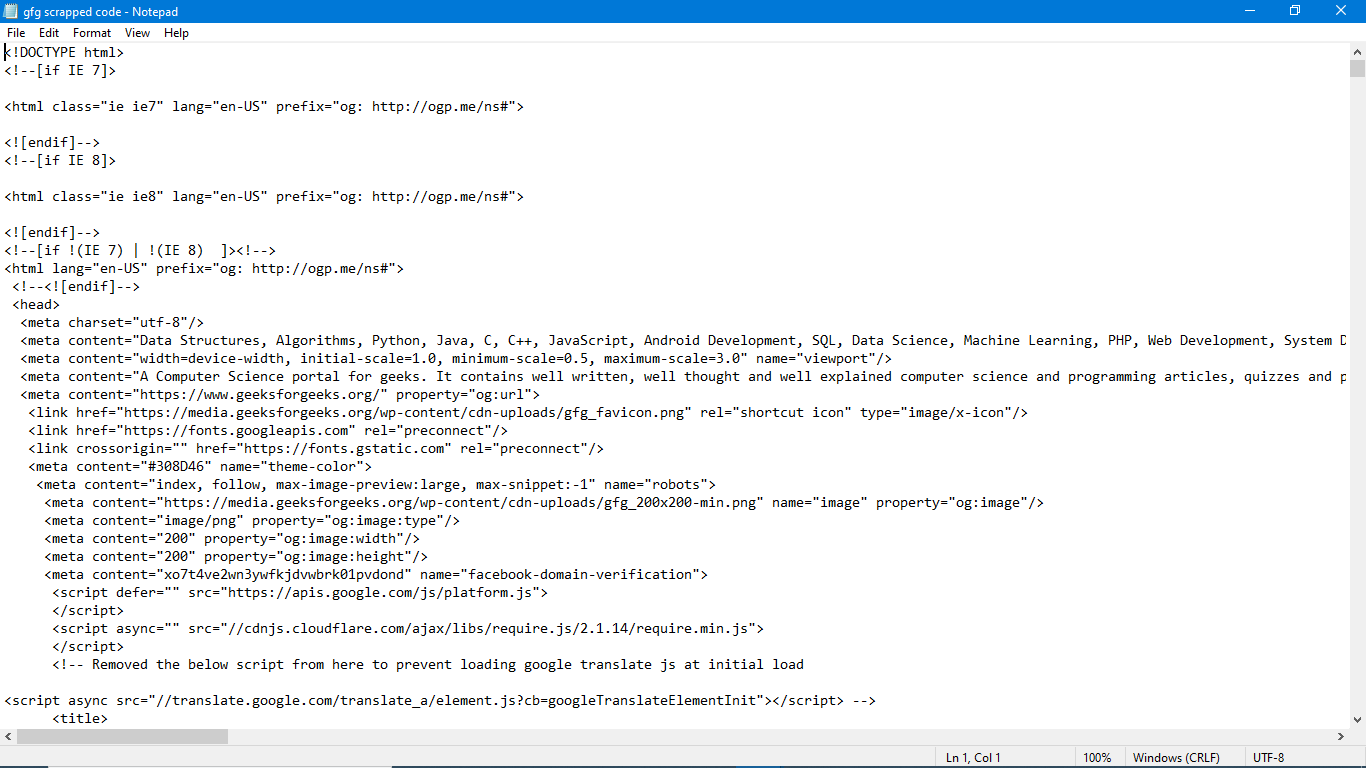 gfg scrapped code - Notepad
File Edit Format View Help
<!DOCTYPE html>
<!--[if IE 7]>
<html class="ie ie7" lang="en-US" prefix="og: http://ogp.me/ns#">
<![endif]-->
<!--[if IE 8]>
<html class="ie ie8" lang="en-US" prefix="og: http://ogp.me/ns#">
<![endif]-->
<!--[if !(IE 7) | !(IE 8)  ]><!-->
<html lang="en-US" prefix="og: http://ogp.me/ns#">
<!--<![endif]-->
<head>
<meta charset="utf-8"/>
<meta content="Data Structures, Algorithms, Python, Java, C, C++, JavaScript, Android Development, SQL, Data Science, Machine Learning, PHP, Web Development, System D
<meta content="width=device-width, initial-scale=1.0, minimum-scale=0.5, maximum-scale=3.0" name="viewport"/>
<meta content="A Computer Science portal for geeks. It contains well written, well thought and well explained computer science and programming articles, quizzes and p
<meta content="https://www.geeksforgeeks.org/" property="og:url">
<link href="https://media.geeksforgeeks.org/wp-content/cdn-uploads/gfg_favicon.png" rel="shortcut icon" type="image/x-icon"/>
<link href="https://fonts.googleapis.com" rel="preconnect"/>
<link crossorigin="" href="https://fonts.gstatic.com" rel="preconnect"/>
<meta content="#308D46" name="theme-color">
<meta content="index, follow, max-image-preview:large, max-snippet:-1" name="robots">
<meta content="https://media.geeksforgeeks.org/wp-content/cdn-uploads/gfg_200x200-min.png" name="image" property="og:image"/>
<meta content="image/png" property="og:image:type"/>
<meta content="200" property="og:image:width"/>
<meta content="200" property="og:image:height"/>
<meta content="xo7t4ve2wn3ywfkjdvwbrk01pvdond" name="facebook-domain-verification">
<script defer="" src="https://apis.google.com/js/platform.js">
</script>
<script async="" src="//cdnjs.cloudflare.com/ajax/libs/require.js/2.1.14/require.min.js">
</script>
<!-- Removed the below script from here to prevent loading google translate js at initial load
<script async src="//translate.google.com/translate_a/element.js?cb=googleTranslateElementInit"></script> -->
<title>
Ln 1, Col 1 100% Windows (CRLF) UTF-8